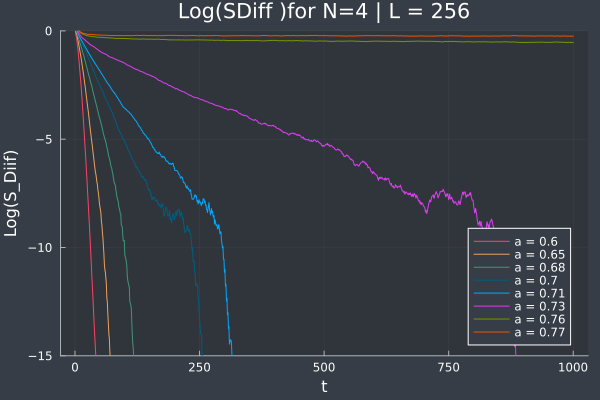 Log(SDiff )for N=4 | L = 256
0
−5
−10
−15
Log(S_Diif)
0
250
500
750
1000
t
a = 0.6
a = 0.65
a = 0.68
a = 0.7
a = 0.71
a = 0.73
a = 0.76
a = 0.77